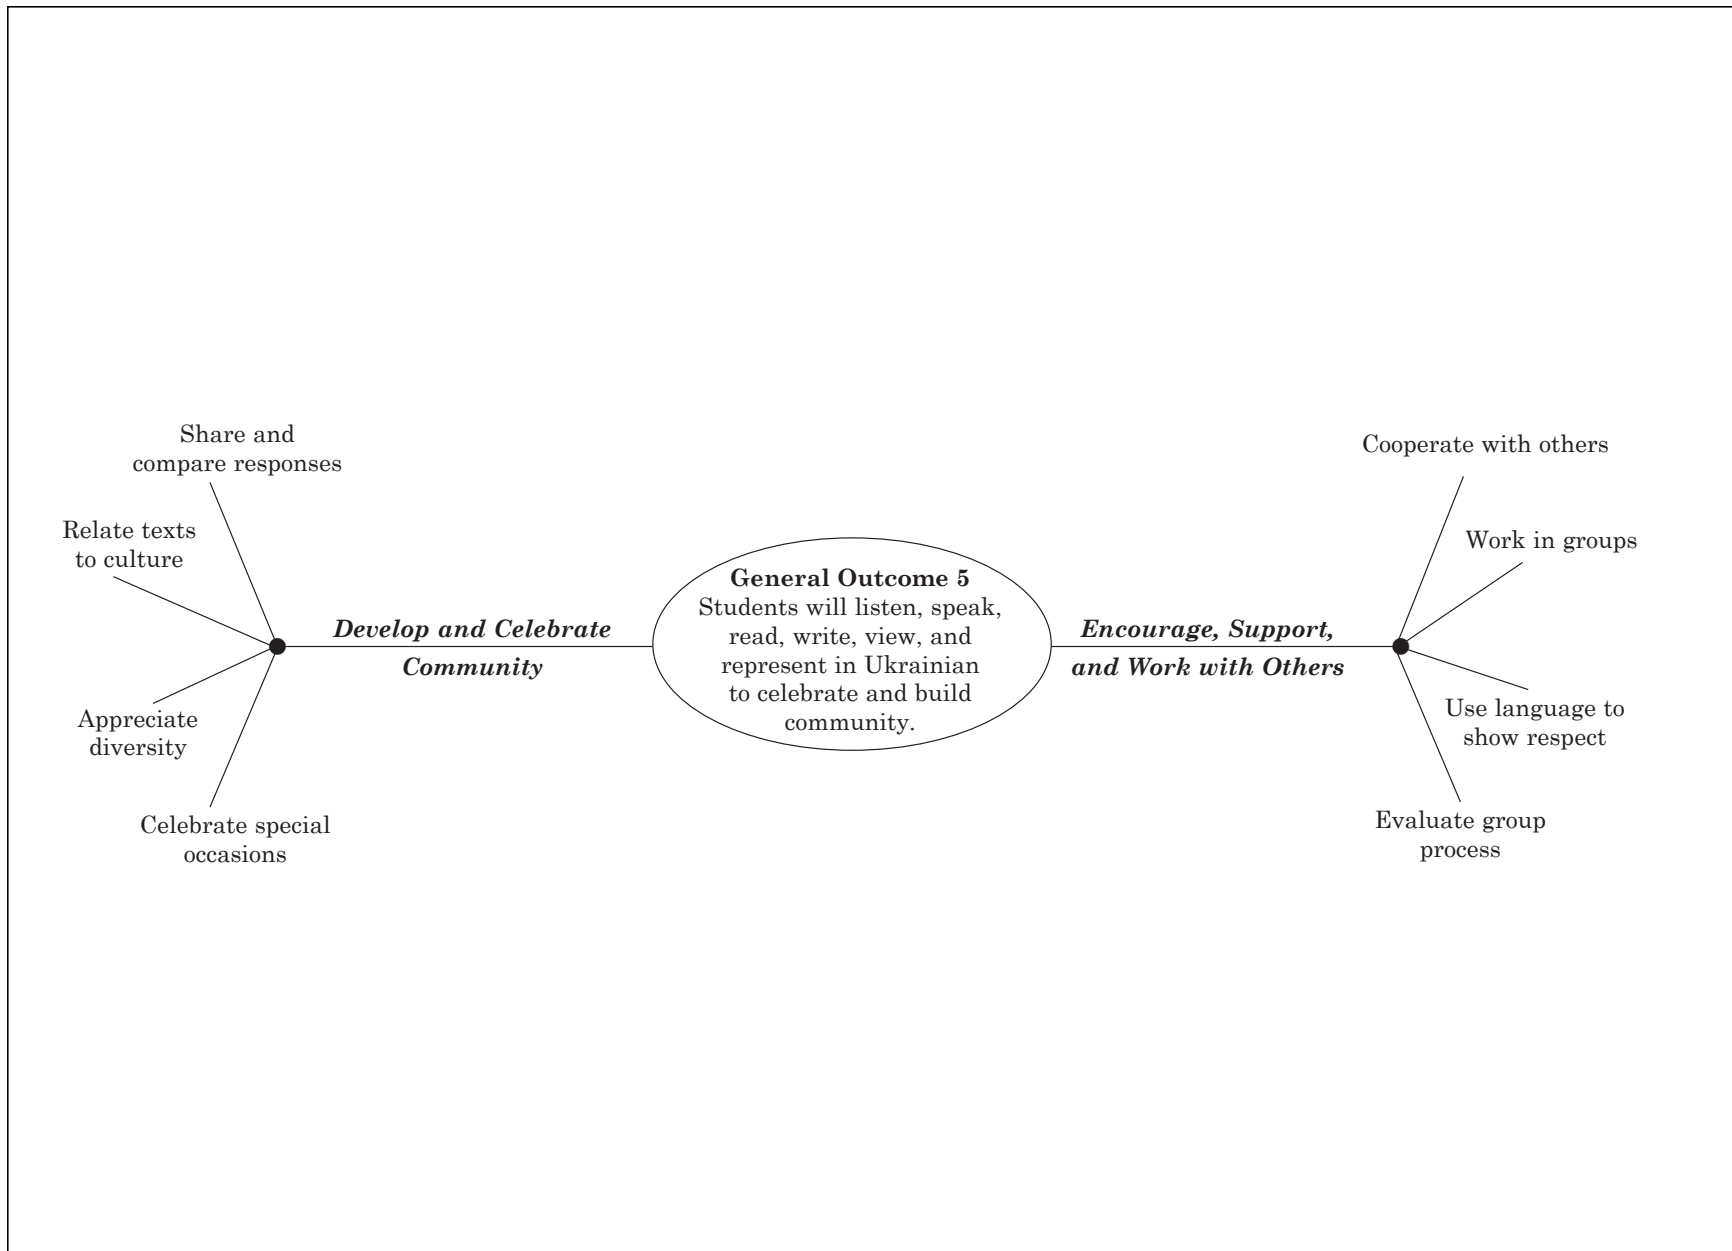 Share and
compare responses
Relate texts
to culture
Appreciate
diversity
Celebrate special
occasions
Develop and Celebrate
Community
General Outcome 5
Students will listen, speak,
read, write, view, and
represent in Ukrainian
to celebrate and build
community.
Encourage, Support,
and Work with Others
Cooperate with others
Work in groups
Use language to
show respect
Evaluate group
process